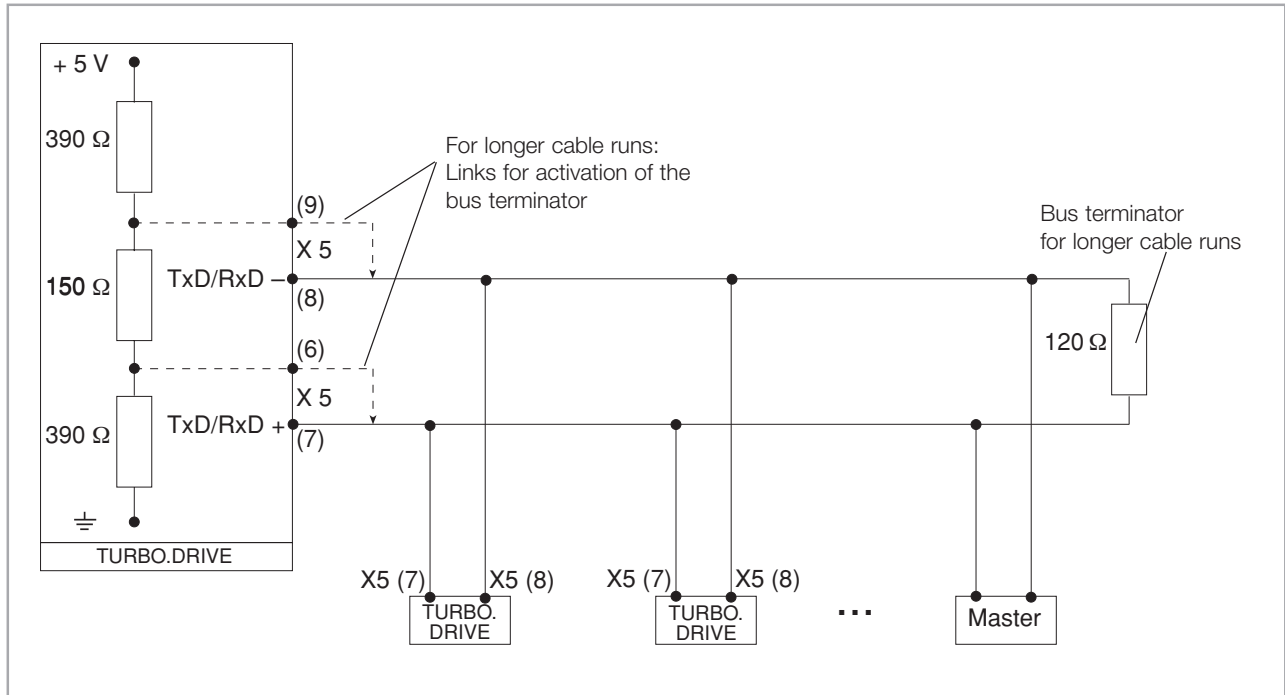 + 5 V
390 Ω
For longer cable runs:
Links for activation of the
bus terminator
(9)
X 5
Bus terminator
for longer cable runs
150 Ω
TxD/RxD –
(8)
(6)
120 Ω
X 5
390 Ω
TxD/RxD +
(7)
TURBO.DRIVE
X5 (7)
X5 (8)
X5 (7)
X5 (8)
TURBO.
DRIVE
TURBO.
DRIVE
...
Master